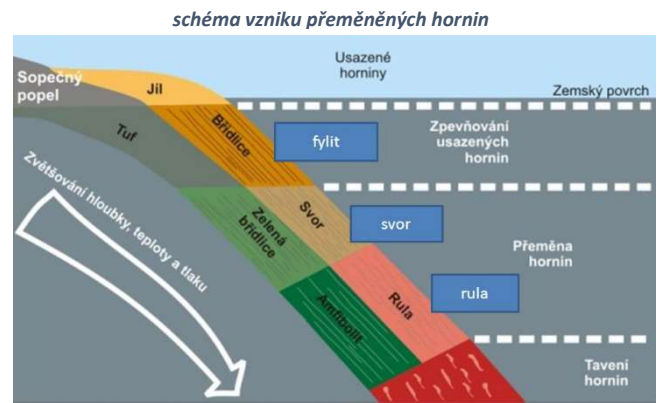 schéma vzniku přeměněných hornin
Usazené
horniny
Sopečný
popel
Jíl
Zemský povrch
Tuf
Břidlice
fylit
Zpevňování
usazených
hornin
Zvětšování hloubky, teploty a tlaku
Zelená
břidlice
Svor
svor
Přeměna
hornin
Amfibolit
Rula
rula
Tavení
hornin